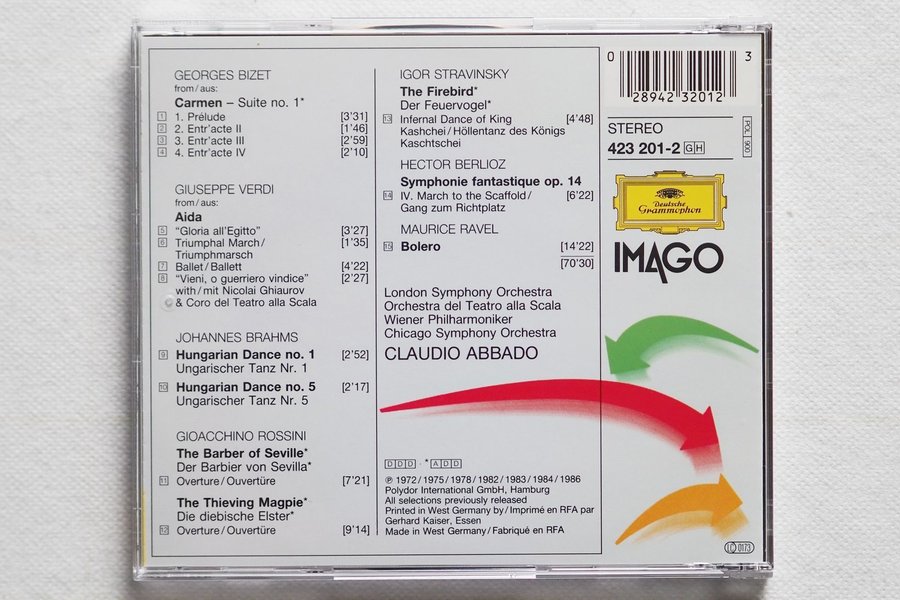 GEORGES BIZET
from / aus:
Carmen – Suite no. 1*
1 1. Prélude [3'31]
2 2. Entr'acte II [1'46]
3 3. Entr'acte III [2'59]
4 4. Entr'acte IV [2'10]
GIUSEPPE VERDI
from / aus:
Aida
5 "Gloria all'Egitto" [3'27]
6 Triumphal March / [1'35]
Triumphmarsch
7 Ballet / Ballett [4'22]
8 "Vieni, o guerriero vindice" [2'27]
with / mit Nicolai Ghiaurov
& Coro del Teatro alla Scala
JOHANNES BRAHMS
9 Hungarian Dance no. 1 [2'52]
Ungarischer Tanz Nr. 1
10 Hungarian Dance no. 5 [2'17]
Ungarischer Tanz Nr. 5
GIOACCHINO ROSSINI
The Barber of Seville*
Der Barbier von Sevilla*
11 Overture / Ouvertüre [7'21]
The Thieving Magpie*
Die diebische Elster*
12 Overture / Ouvertüre [9'14]
IGOR STRAVINSKY
The Firebird*
Der Feuervogel*
13 Infernal Dance of King [4'48]
Kashchei / Höllentanz des Königs
Kaschtschei
HECTOR BERLIOZ
Symphonie fantastique op. 14
14 IV. March to the Scaffold / [6'22]
Gang zum Richtplatz
MAURICE RAVEL
15 Bolero [14'22]
[70'30]
London Symphony Orchestra
Orchestra del Teatro alla Scala
Wiener Philharmoniker
Chicago Symphony Orchestra
CLAUDIO ABBADO
DDD · *ADD
℗ 1972 / 1975 / 1978 / 1982 / 1983 / 1984 / 1986
Polydor International GmbH, Hamburg
All selections previously released
Printed in West Germany by / Imprimé en RFA par
Gerhard Kaiser, Essen
Made in West Germany / Fabriqué en RFA
0 28942 32012 3
STEREO
423 201-2 GH
POL 900
Deutsche
Grammophon
IMAGO
LC 0173